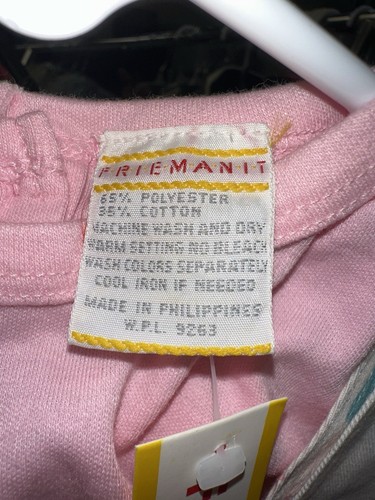 FRIEMANIT
65% POLYESTER
35% COTTON
MACHINE WASH AND DRY
WARM SETTING NO BLEACH
WASH COLORS SEPARATELY
COOL IRON IF NEEDED
MADE IN PHILIPPINES
W.P.L. 9263